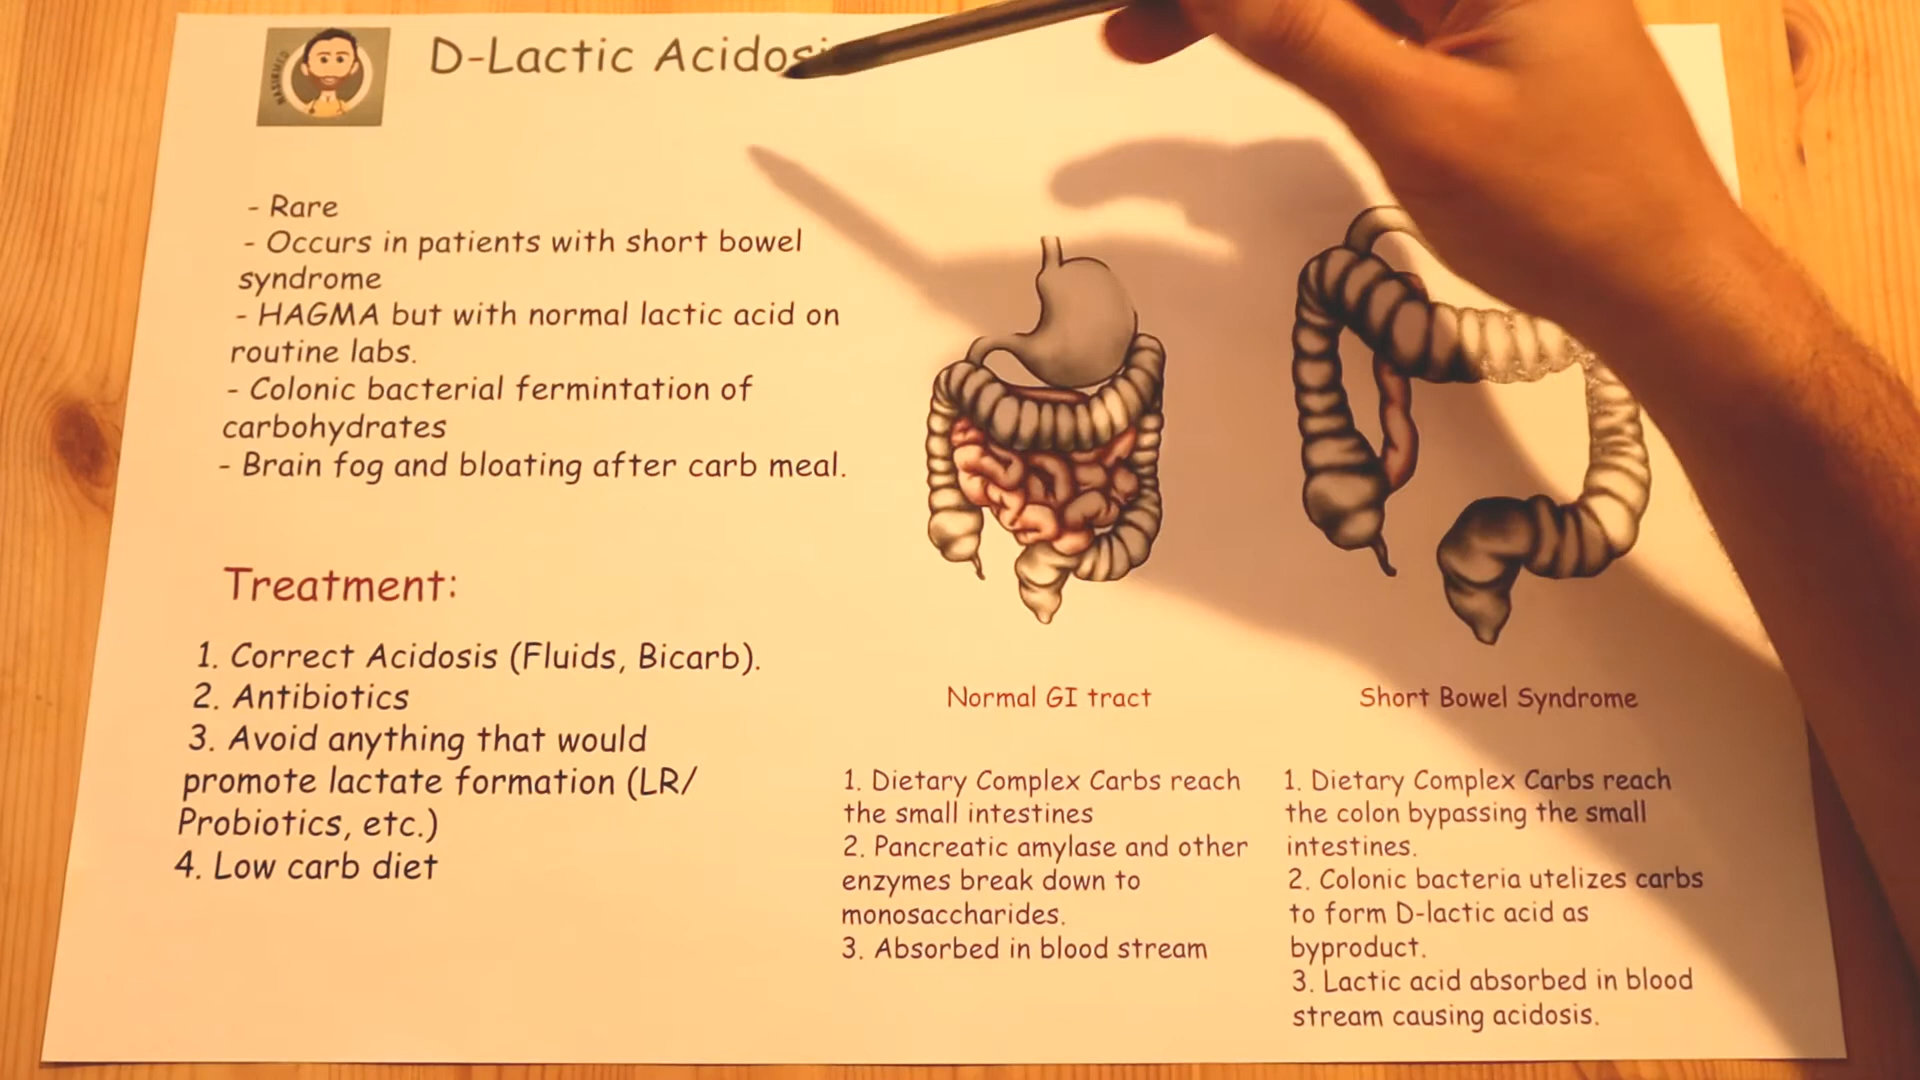 D-Lactic Acidosi
- Rare
- Occurs in patients with short bowel
syndrome
- HAGMA but with normal lactic acid on
routine labs.
- Colonic bacterial fermintation of
carbohydrates
- Brain fog and bloating after carb meal.
Treatment:
1. Correct Acidosis (Fluids, Bicarb).
2. Antibiotics
3. Avoid anything that would
promote lactate formation (LR/
Probiotics, etc.)
4. Low carb diet
Normal GI tract
1. Dietary Complex Carbs reach
the small intestines
2. Pancreatic amylase and other
enzymes break down to
monosaccharides.
3. Absorbed in blood stream
Short Bowel Syndrome
1. Dietary Complex Carbs reach
the colon bypassing the small
intestines.
2. Colonic bacteria utelizes carbs
to form D-lactic acid as
byproduct.
3. Lactic acid absorbed in blood
stream causing acidosis.